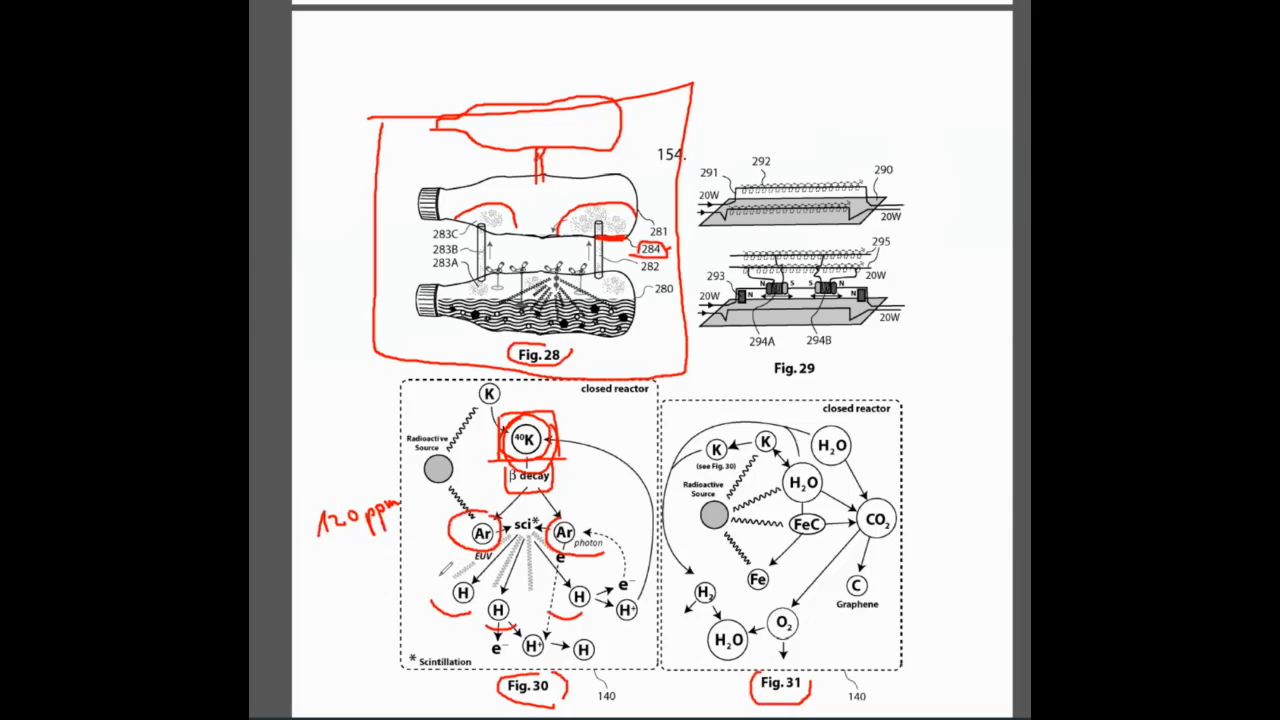 154.
292
291
290
20W
20W
281
283C
283B
284
283A
282
280
295
20W
293
N
S
S
N
N
N
20W
20W
294A
294B
Fig. 28
Fig. 29
closed reactor
K
40K
Radioactive
Source
β decay
120 ppm
Ar
sci*
Ar
EUV
photon
e
H
H
H
e⁻
H⁺
e⁻
H⁺
H
* Scintillation
Fig. 30
140
closed reactor
K
K
H₂O
(see Fig. 30)
Radioactive
Source
H₂O
FeC
CO₂
Fe
C
Graphene
H₂
O₂
H₂O
Fig. 31
140